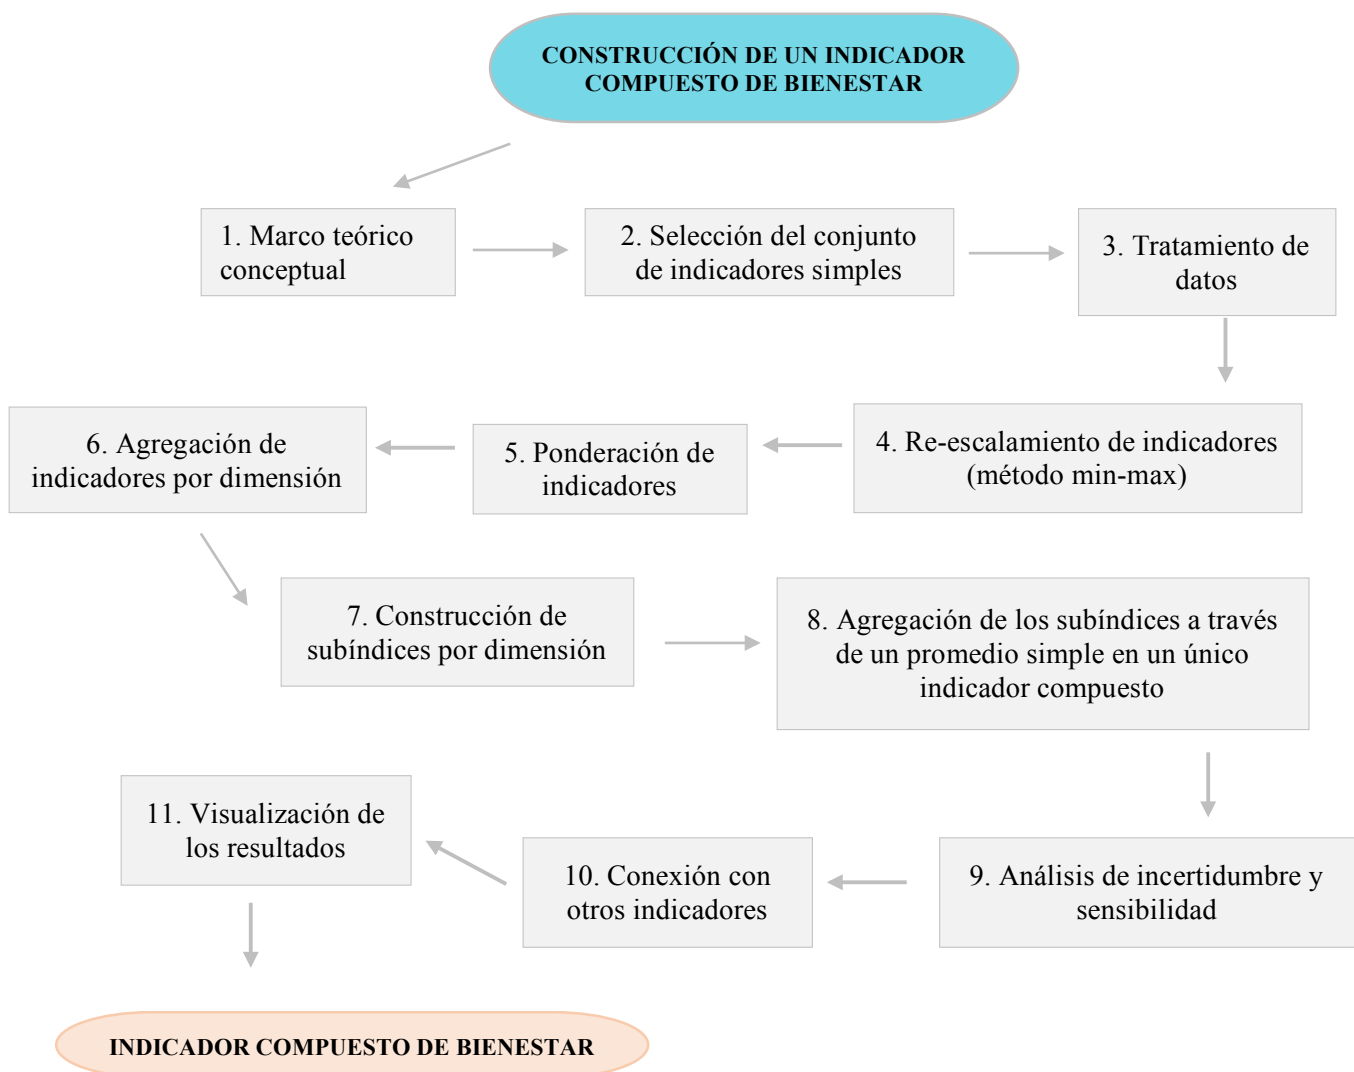 CONSTRUCCIÓN DE UN INDICADOR
COMPUESTO DE BIENESTAR
1. Marco teórico
conceptual
2. Selección del conjunto
de indicadores simples
3. Tratamiento de
datos
4. Re-escalamiento de indicadores
(método min-max)
5. Ponderación de
indicadores
6. Agregación de
indicadores por dimensión
7. Construcción de
subíndices por dimensión
8. Agregación de los subíndices a través
de un promedio simple en un único
indicador compuesto
9. Análisis de incertidumbre y
sensibilidad
10. Conexión con
otros indicadores
11. Visualización de
los resultados
INDICADOR COMPUESTO DE BIENESTAR